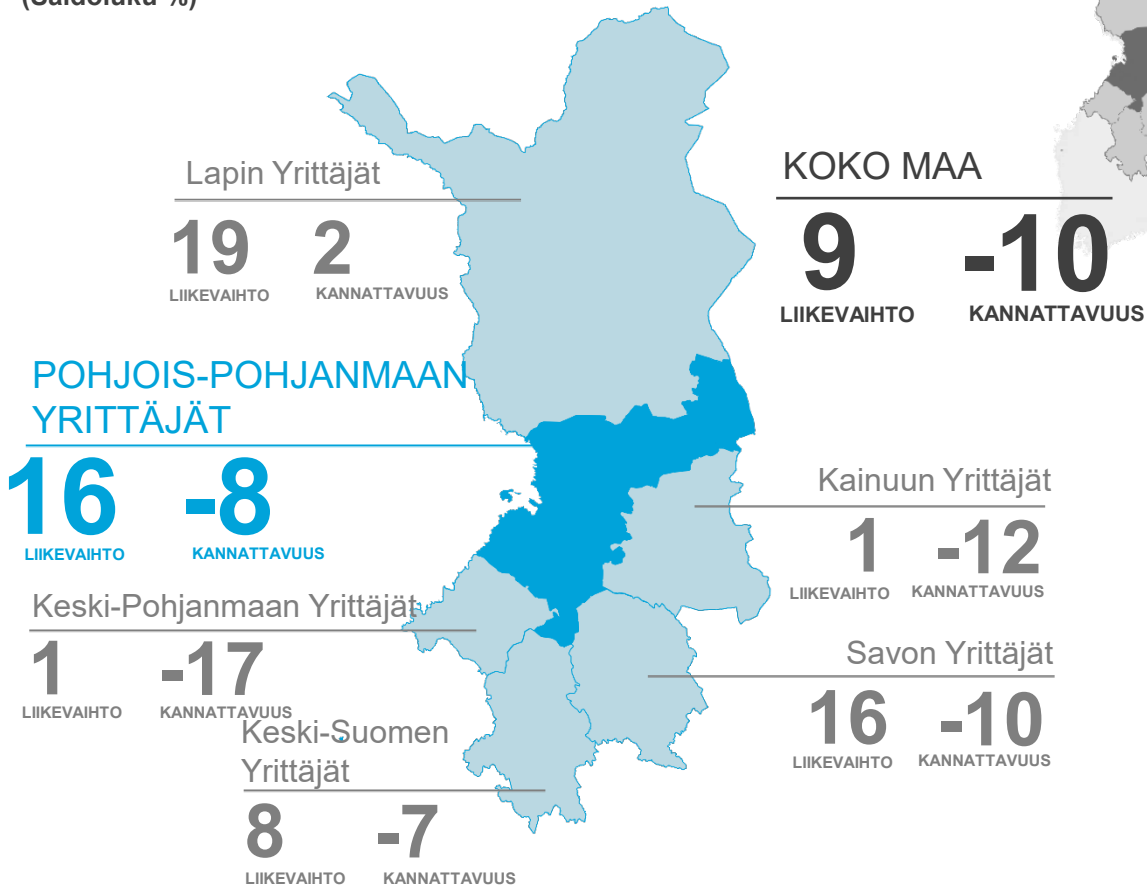 (Saldoluku %)
Lapin Yrittäjät
19 2
LIIKEVAIHTO KANNATTAVUUS
KOKO MAA
9 -10
LIIKEVAIHTO KANNATTAVUUS
POHJOIS-POHJANMAAN
YRITTÄJÄT
16 -8
LIIKEVAIHTO KANNATTAVUUS
Kainuun Yrittäjät
1 -12
LIIKEVAIHTO KANNATTAVUUS
Keski-Pohjanmaan Yrittäjät
1 -17
LIIKEVAIHTO KANNATTAVUUS
Savon Yrittäjät
16 -10
LIIKEVAIHTO KANNATTAVUUS
Keski-Suomen
Yrittäjät
8 -7
LIIKEVAIHTO KANNATTAVUUS